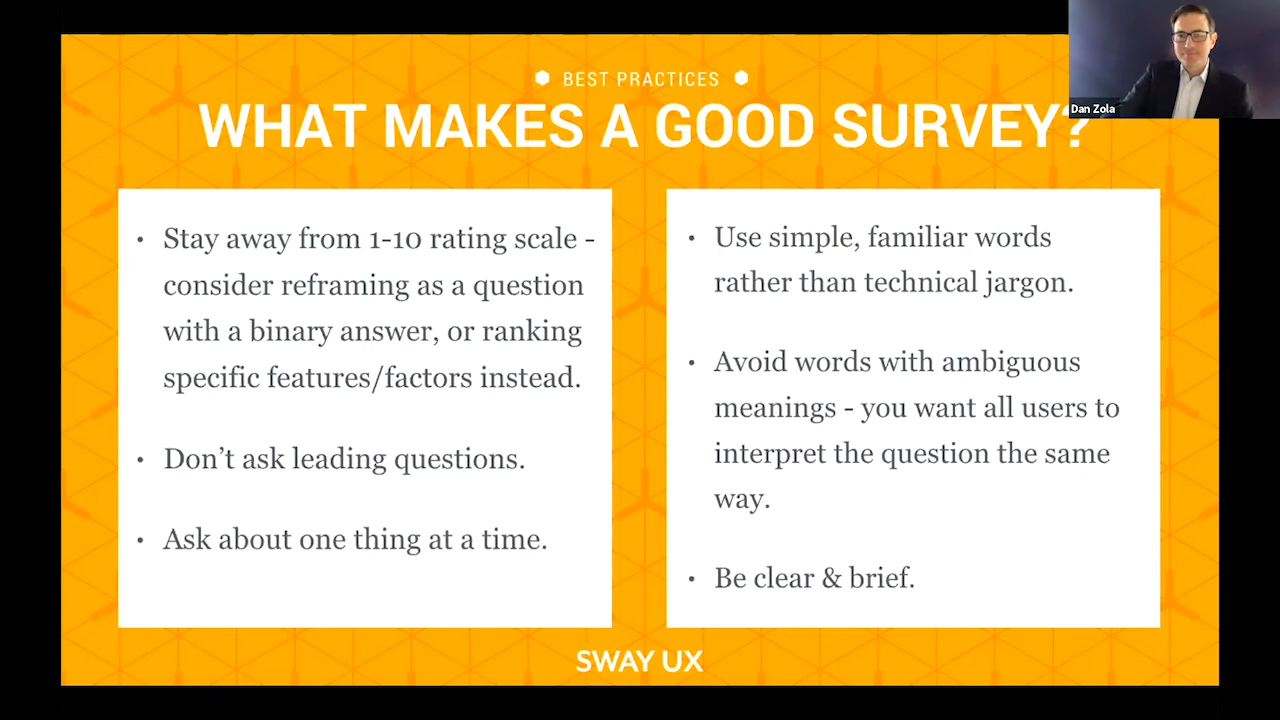 BEST PRACTICES
WHAT MAKES A GOOD SURVEY?
Dan Zola
• Stay away from 1-10 rating scale -
consider reframing as a question
with a binary answer, or ranking
specific features/factors instead.
• Don’t ask leading questions.
• Ask about one thing at a time.
• Use simple, familiar words
rather than technical jargon.
• Avoid words with ambiguous
meanings - you want all users to
interpret the question the same
way.
• Be clear & brief.
SWAY UX